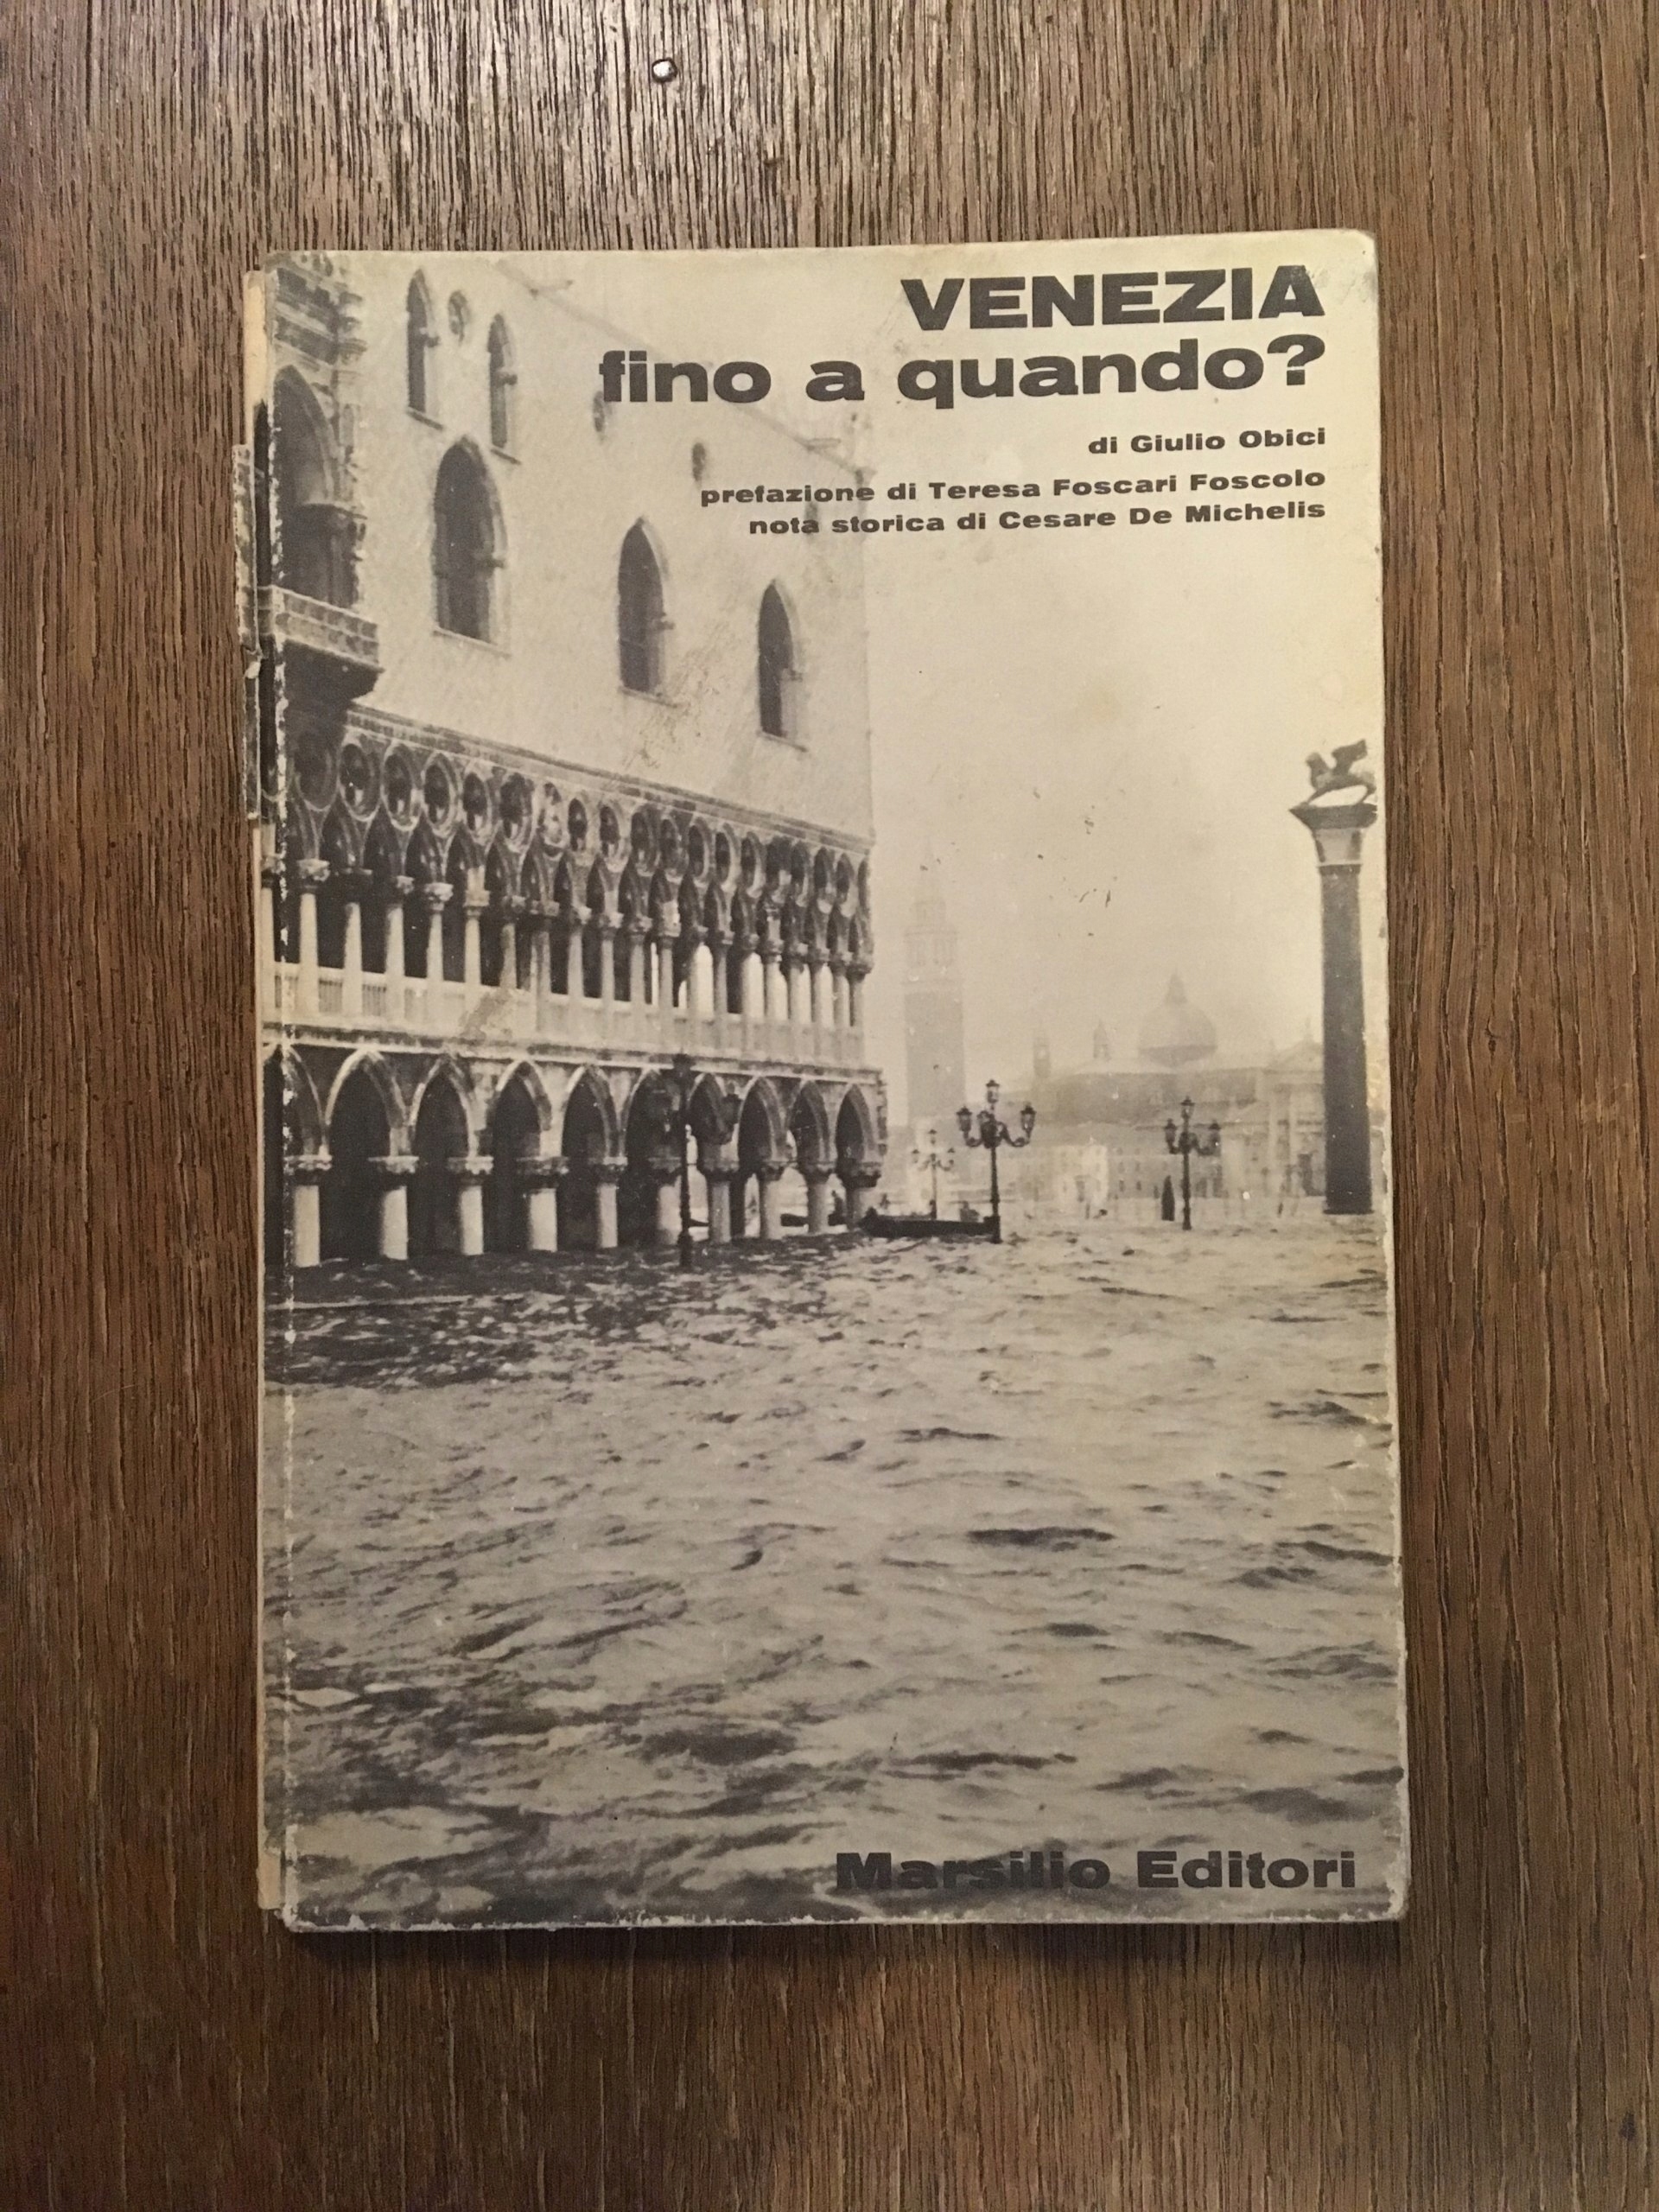 VENEZIA
fino a quando?
di Giulio Obici
prefazione di Teresa Foscari Foscolo
nota storica di Cesare De Michelis
Marsilio Editori